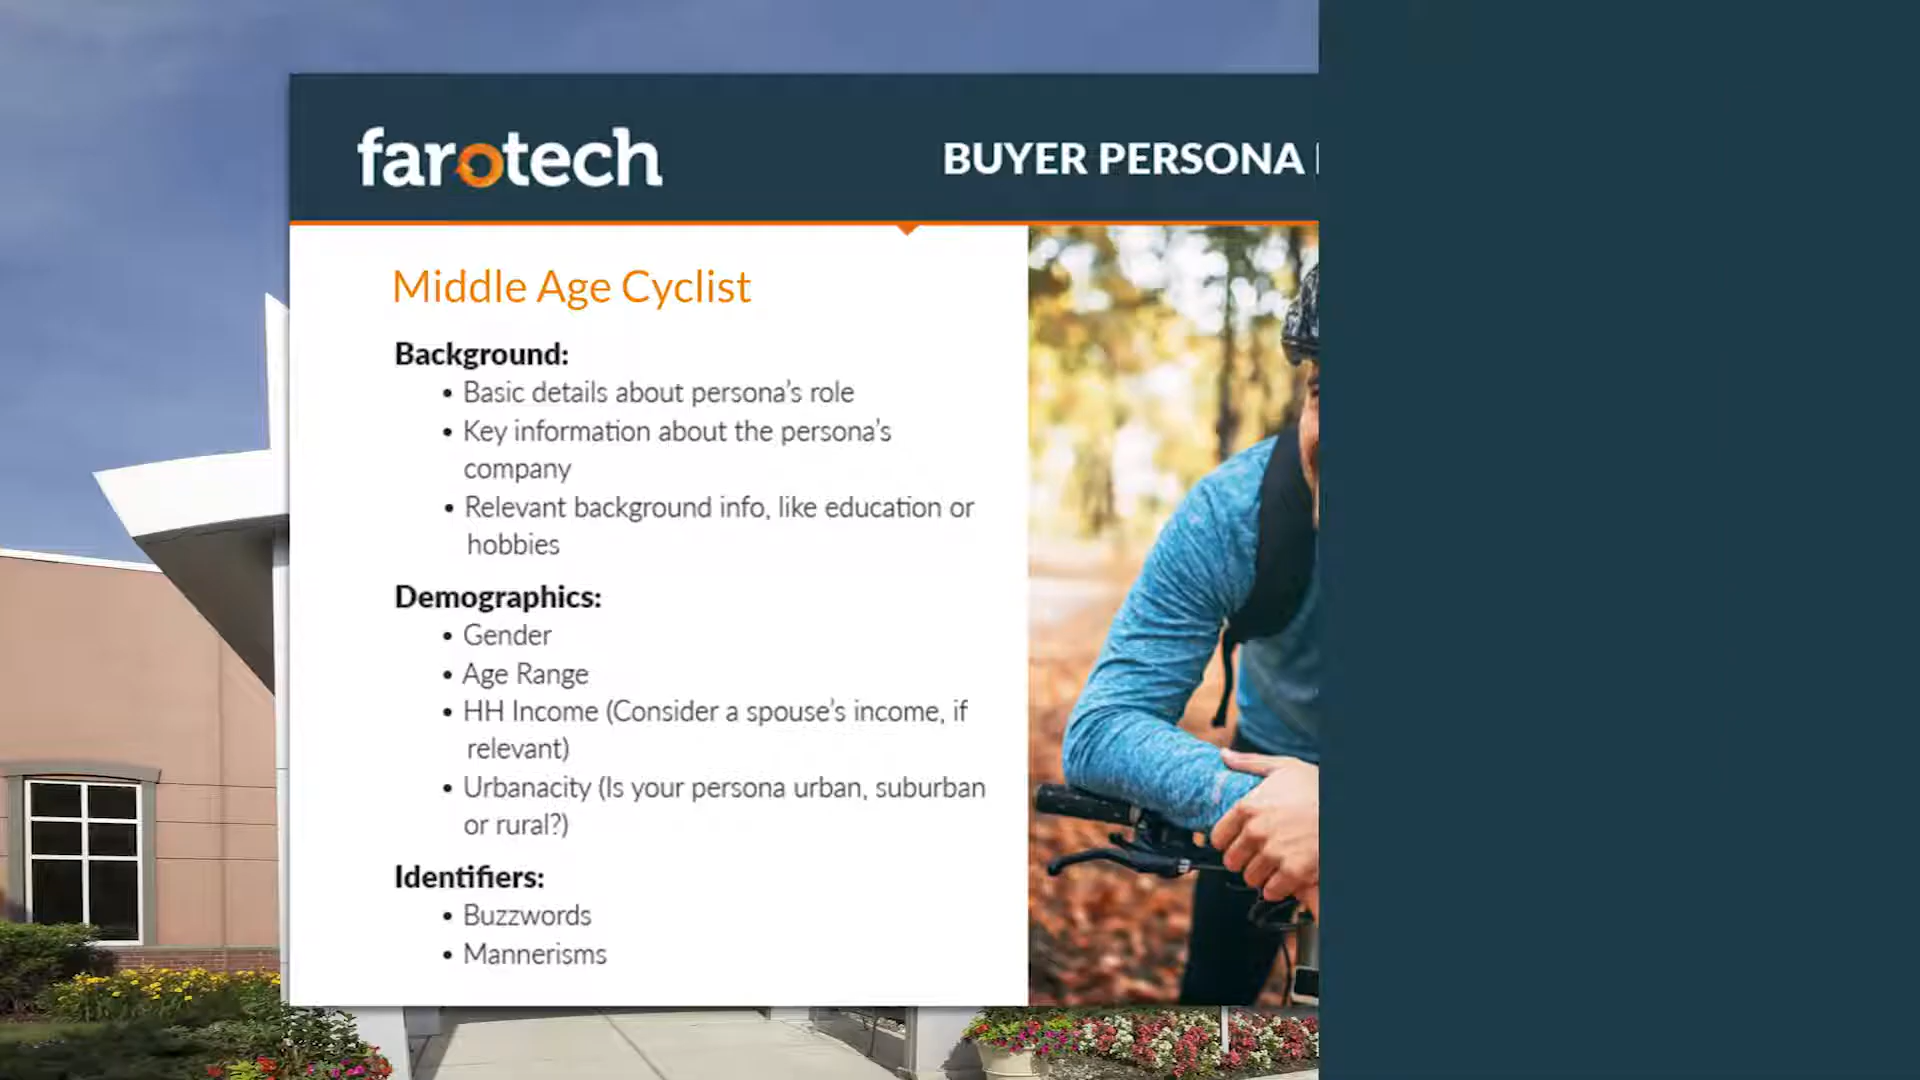 farotech
BUYER PERSONA
Middle Age Cyclist
Background:
• Basic details about persona's role
• Key information about the persona's
company
• Relevant background info, like education or
hobbies
Demographics:
• Gender
• Age Range
• HH Income (Consider a spouse's income, if
relevant)
• Urbanacity (Is your persona urban, suburban
or rural?)
Identifiers:
• Buzzwords
• Mannerisms